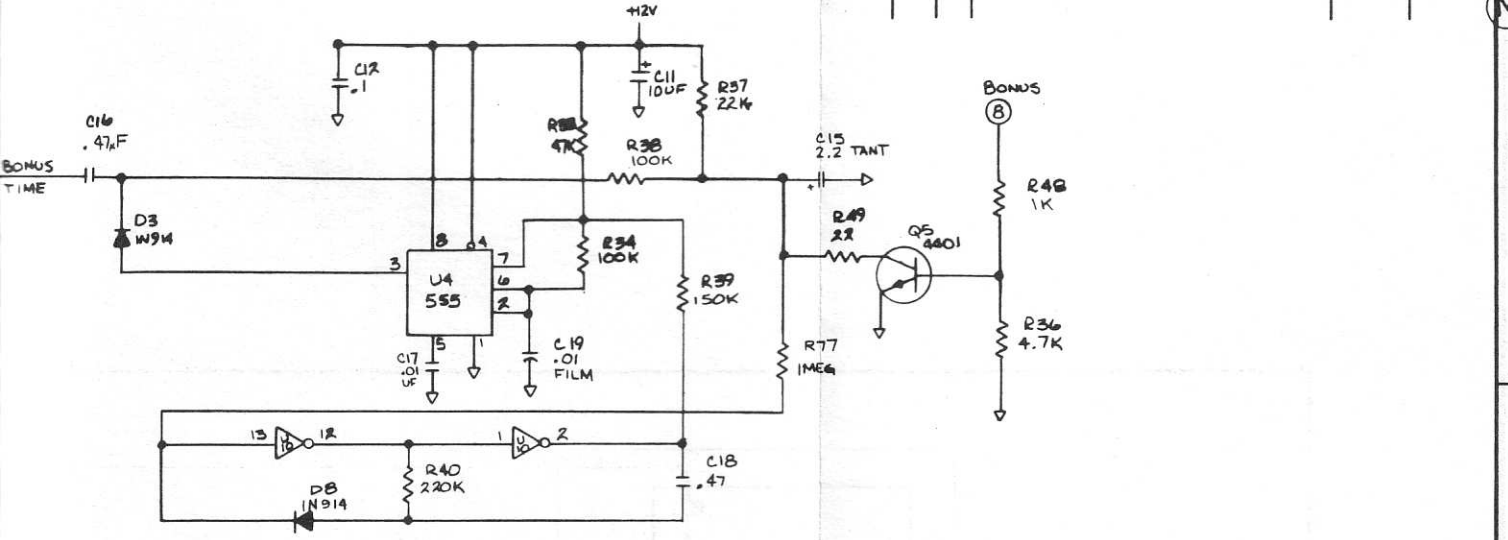 +12V
C12
.1
C11
10UF
R37
22K
BONUS
8
C16
.47µF
47K
R38
100K
C15
2.2 TANT
BONUS
TIME
D3
1N914
R48
1K
R49
22
Q5
4401
8
4
3
7
6
2
5
1
U4
555
R34
100K
R39
150K
C17
.01
UF
C19
.01
FILM
R77
1MEG
R36
4.7K
13
12
1
2
R40
220K
C18
.47
D8
1N914
+
+